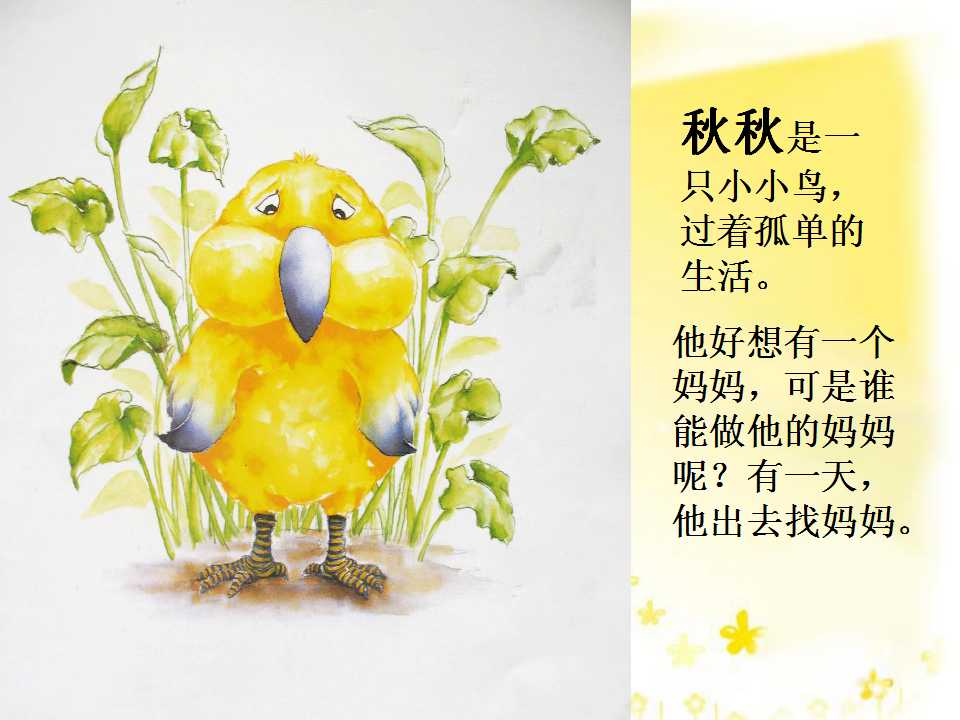 秋秋是一
只小小鸟，
过着孤单的
生活。
他好想有一个
妈妈，可是谁
能做他的妈妈
呢？有一天，
他出去找妈妈。